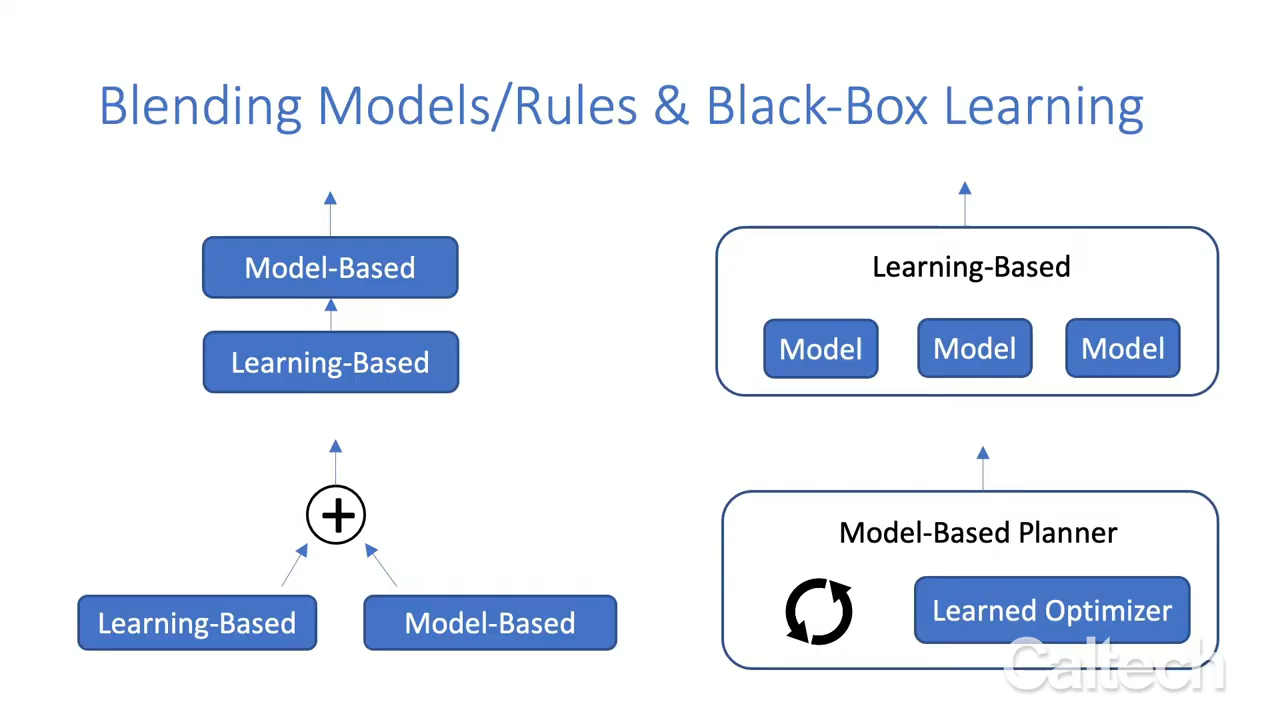 Blending Models/Rules & Black-Box Learning
Model-Based
Learning-Based
+
Learning-Based
Model-Based
Learning-Based
Model
Model
Model
Model-Based Planner
Learned Optimizer
Caltech